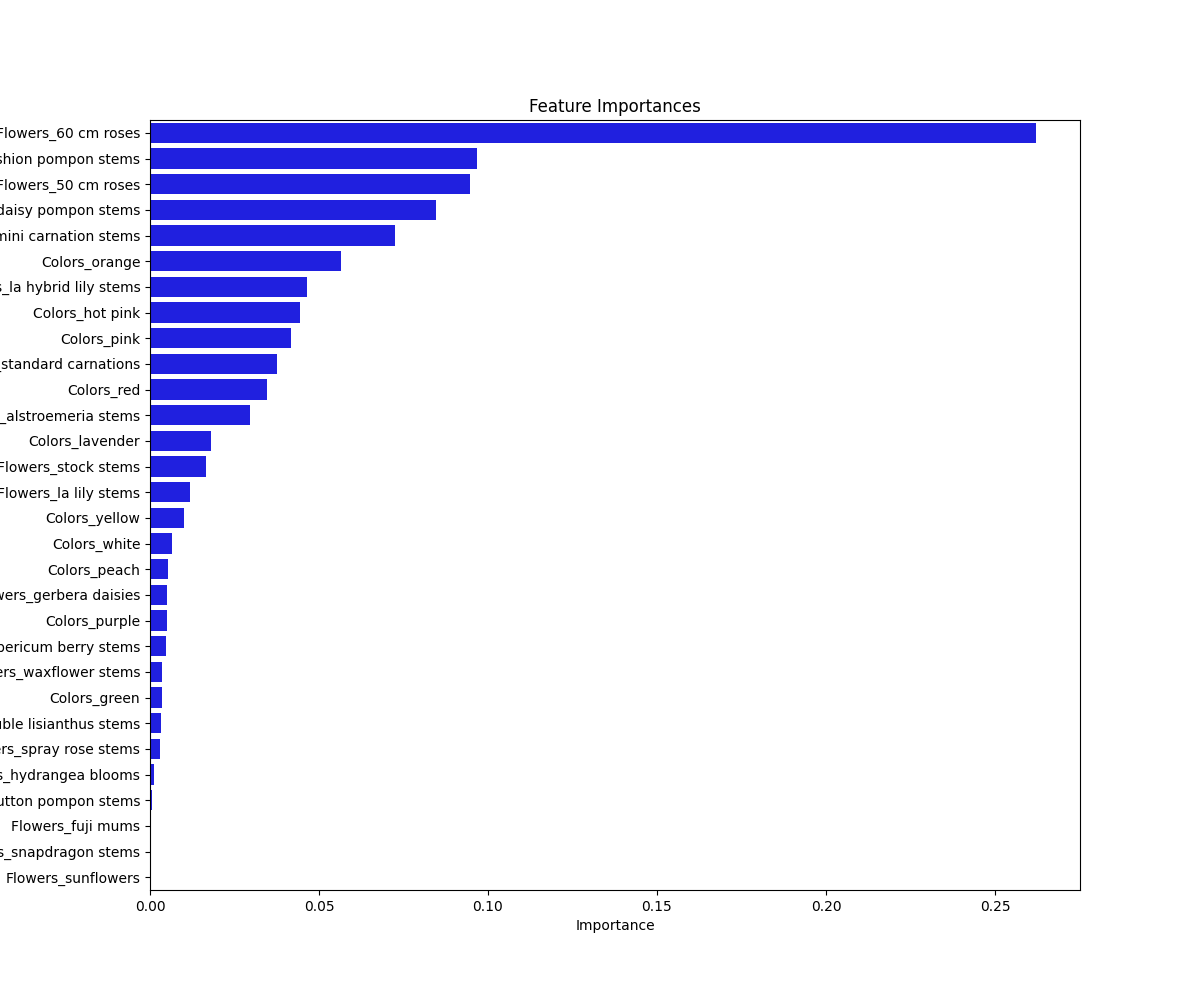 Feature Importances
Flowers_60 cm roses
shion pompon stems
Flowers_50 cm roses
daisy pompon stems
mini carnation stems
Colors_orange
s_la hybrid lily stems
Colors_hot pink
Colors_pink
standard carnations
Colors_red
_alstroemeria stems
Colors_lavender
Flowers_stock stems
Flowers_la lily stems
Colors_yellow
Colors_white
Colors_peach
wers_gerbera daisies
Colors_purple
pericum berry stems
ers_waxflower stems
Colors_green
uble lisianthus stems
ers_spray rose stems
s_hydrangea blooms
utton pompon stems
Flowers_fuji mums
s_snapdragon stems
Flowers_sunflowers
0.00 0.05 0.10 0.15 0.20 0.25
Importance